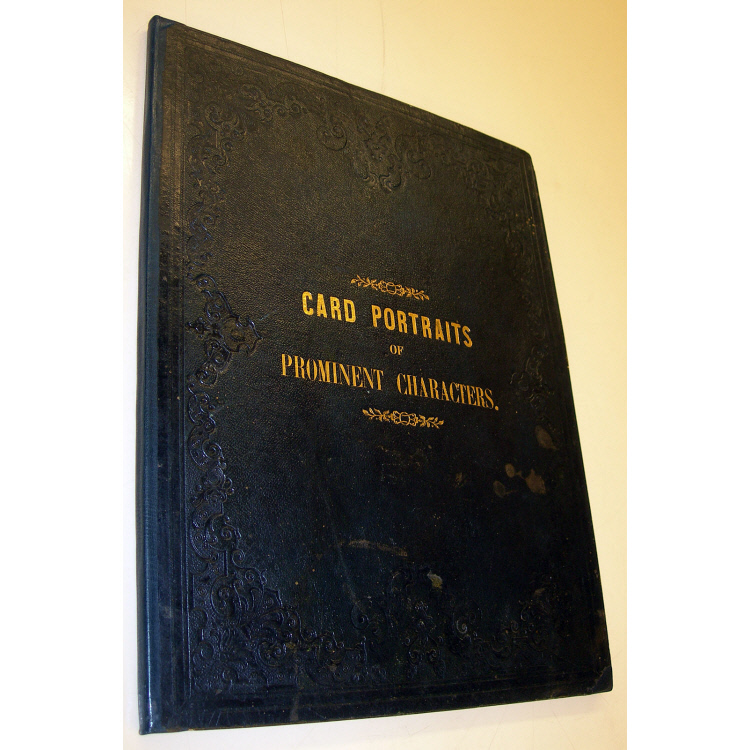 CARD PORTRAITS
OF
PROMINENT CHARACTERS.